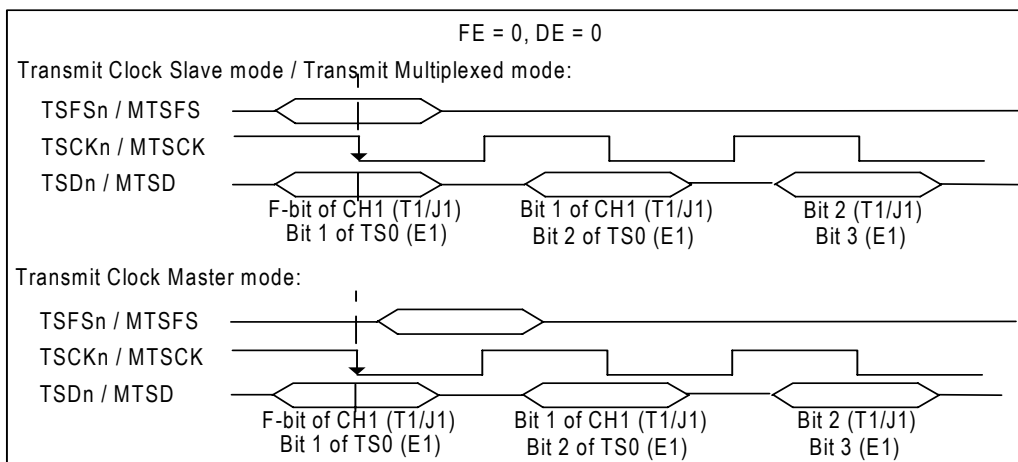 FE = 0, DE = 0
Transmit Clock Slave mode / Transmit Multiplexed mode:
TSFSn / MTSFS
TSCKn / MTSCK
TSDn / MTSD
F-bit of CH1 (T1/J1) Bit 1 of CH1 (T1/J1) Bit 2 (T1/J1)
Bit 1 of TS0 (E1) Bit 2 of TS0 (E1) Bit 3 (E1)
Transmit Clock Master mode:
TSFSn / MTSFS
TSCKn / MTSCK
TSDn / MTSD
F-bit of CH1 (T1/J1) Bit 1 of CH1 (T1/J1) Bit 2 (T1/J1)
Bit 1 of TS0 (E1) Bit 2 of TS0 (E1) Bit 3 (E1)